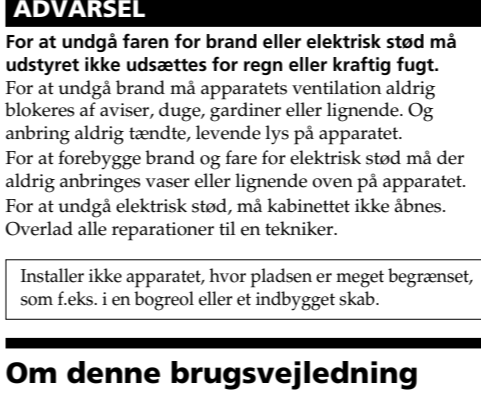 ADVARSEL
For at undgå faren for brand eller elektrisk stød må
udstyret ikke udsættes for regn eller kraftig fugt.
For at undgå brand må apparatets ventilation aldrig
blokeres af aviser, duge, gardiner eller lignende. Og
anbring aldrig tændte, levende lys på apparatet.
For at forebygge brand og fare for elektrisk stød må der
aldrig anbringes vaser eller lignende oven på apparatet.
For at undgå elektrisk stød, må kabinettet ikke åbnes.
Overlad alle reparationer til en tekniker.
Installer ikke apparatet, hvor pladsen er meget begrænset,
som f.eks. i en bogreol eller et indbygget skab.
Om denne brugsvejledning